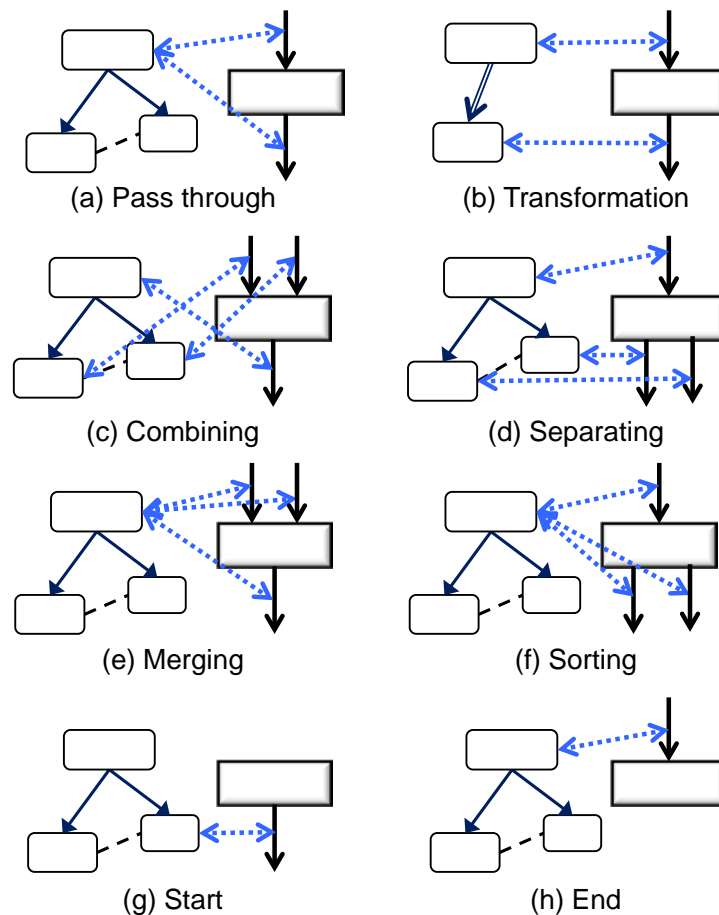 (a) Pass through
(b) Transformation
(c) Combining
(d) Separating
(e) Merging
(f) Sorting
(g) Start
(h) End